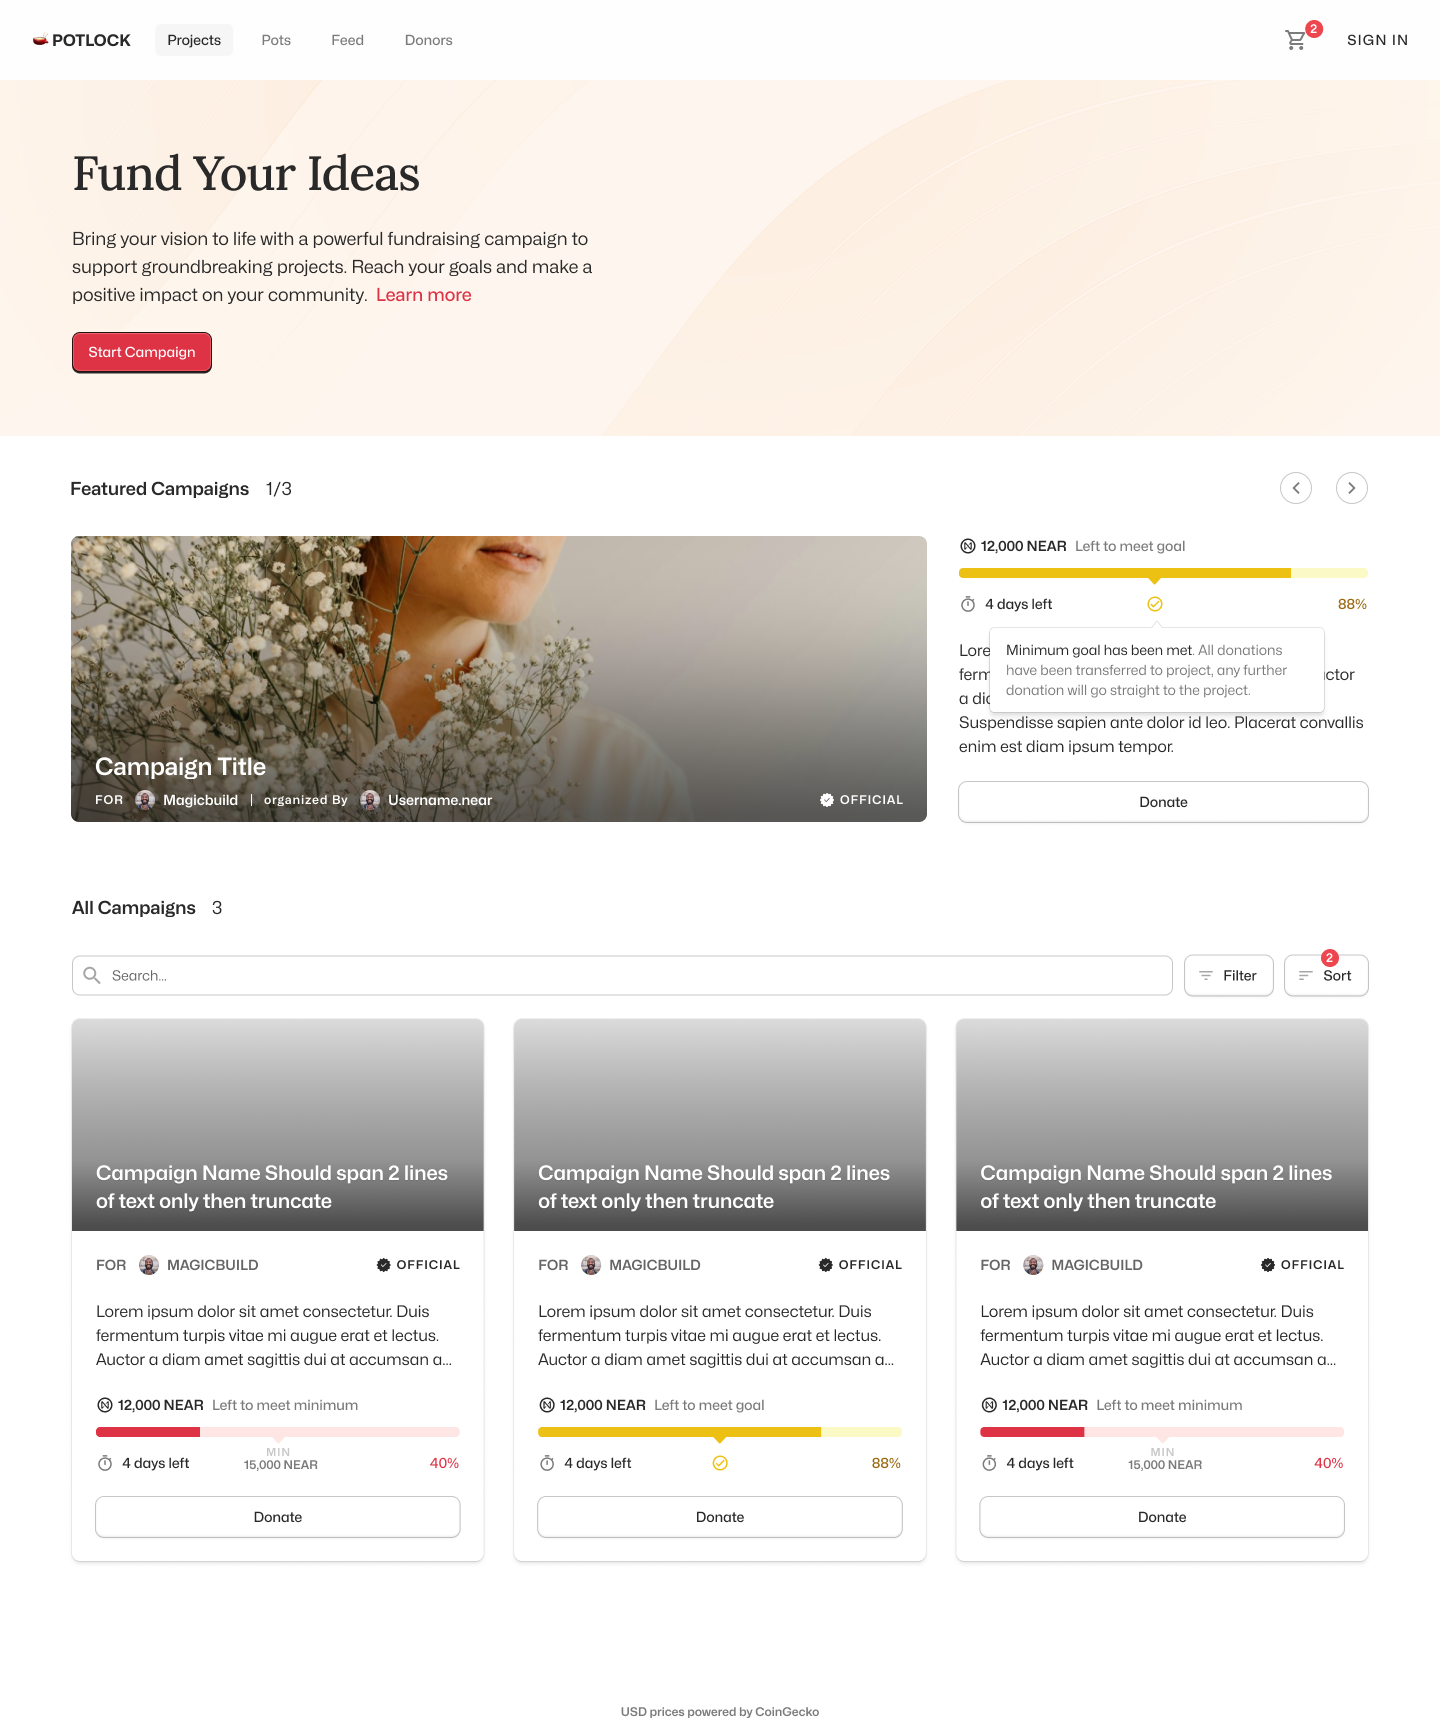 POTLOCK
Projects
Pots
Feed
Donors
2
SIGN IN
Fund Your Ideas
Bring your vision to life with a powerful fundraising campaign to
support groundbreaking projects. Reach your goals and make a
positive impact on your community. Learn more
Start Campaign
Featured Campaigns 1/3
Campaign Title
FOR Magicbuild | organized By Username.near
OFFICIAL
12,000 NEAR Left to meet goal
4 days left
88%
Minimum goal has been met. All donations
have been transferred to project, any further
donation will go straight to the project.
Suspendisse sapien ante dolor id leo. Placerat convallis
enim est diam ipsum tempor.
Donate
All Campaigns 3
Search...
Filter
2
Sort
Campaign Name Should span 2 lines
of text only then truncate
FOR MAGICBUILD
OFFICIAL
Lorem ipsum dolor sit amet consectetur. Duis
fermentum turpis vitae mi augue erat et lectus.
Auctor a diam amet sagittis dui at accumsan a...
12,000 NEAR Left to meet minimum
4 days left
MIN
15,000 NEAR
40%
Donate
Campaign Name Should span 2 lines
of text only then truncate
FOR MAGICBUILD
OFFICIAL
Lorem ipsum dolor sit amet consectetur. Duis
fermentum turpis vitae mi augue erat et lectus.
Auctor a diam amet sagittis dui at accumsan a...
12,000 NEAR Left to meet goal
4 days left
88%
Donate
Campaign Name Should span 2 lines
of text only then truncate
FOR MAGICBUILD
OFFICIAL
Lorem ipsum dolor sit amet consectetur. Duis
fermentum turpis vitae mi augue erat et lectus.
Auctor a diam amet sagittis dui at accumsan a...
12,000 NEAR Left to meet minimum
4 days left
MIN
15,000 NEAR
40%
Donate
USD prices powered by CoinGecko